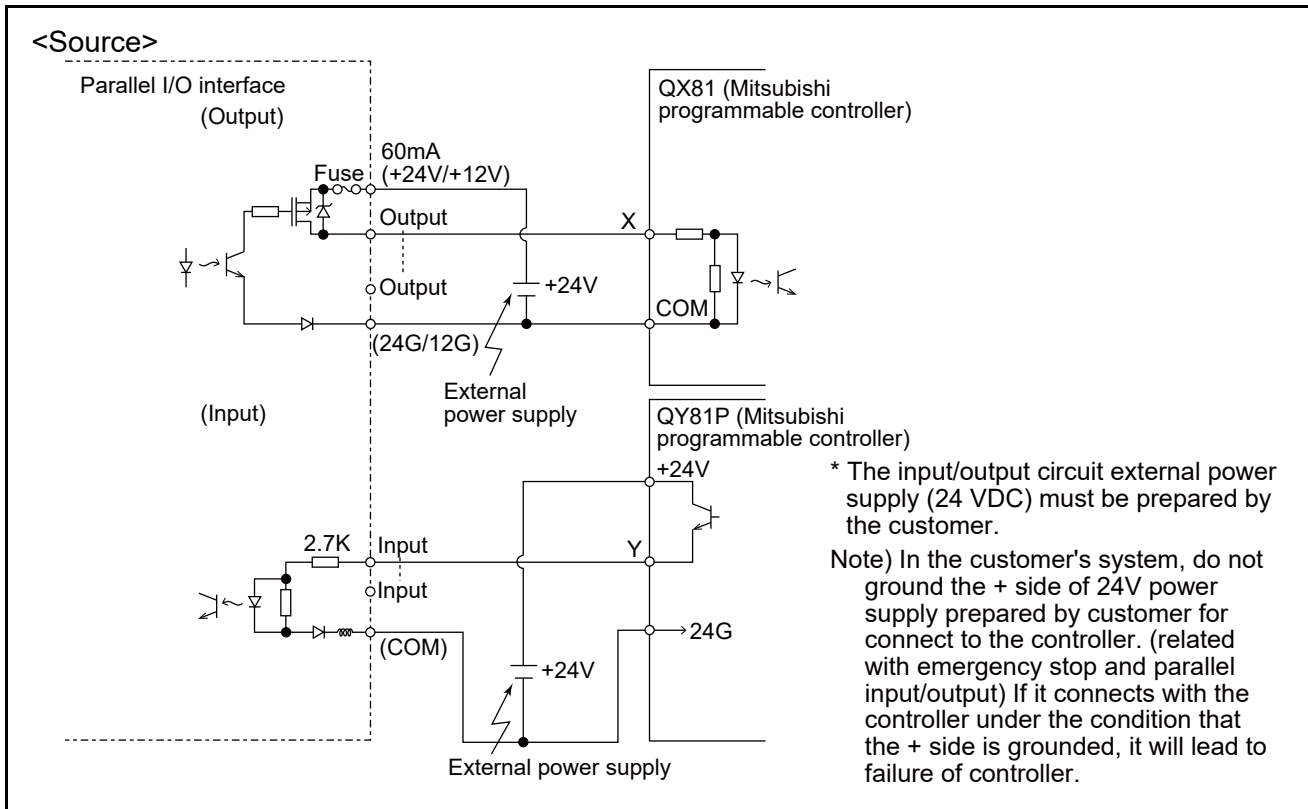 <Source>
Parallel I/O interface
(Output)
QX81 (Mitsubishi
programmable controller)
60mA
(+24V/+12V)
Fuse
Output
X
Output
+24V
COM
(24G/12G)
External
power supply
(Input)
QY81P (Mitsubishi
programmable controller)
+24V
2.7K
Input
Y
Input
(COM)
24G
+24V
External power supply
* The input/output circuit external power
supply (24 VDC) must be prepared by
the customer.
Note) In the customer's system, do not
ground the + side of 24V power
supply prepared by customer for
connect to the controller. (related
with emergency stop and parallel
input/output) If it connects with the
controller under the condition that
the + side is grounded, it will lead to
failure of controller.